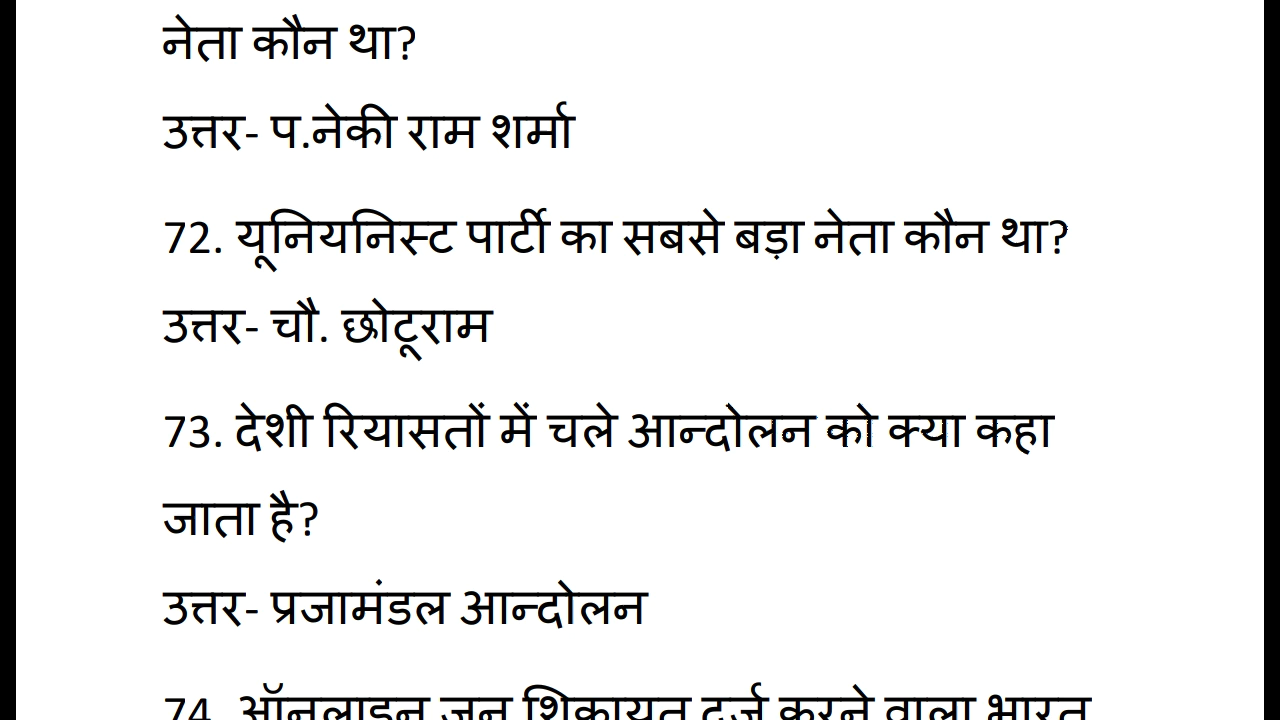 नेता कौन था?
उत्तर- प.नेकी राम शर्मा
72. यूनियनिस्ट पार्टी का सबसे बड़ा नेता कौन था?
उत्तर- चौ. छोटूराम
73. देशी रियासतों में चले आन्दोलन को क्या कहा
जाता है?
उत्तर- प्रजामंडल आन्दोलन
74. ऑनलाइन जन शिकायत दर्ज करने वाला भारत